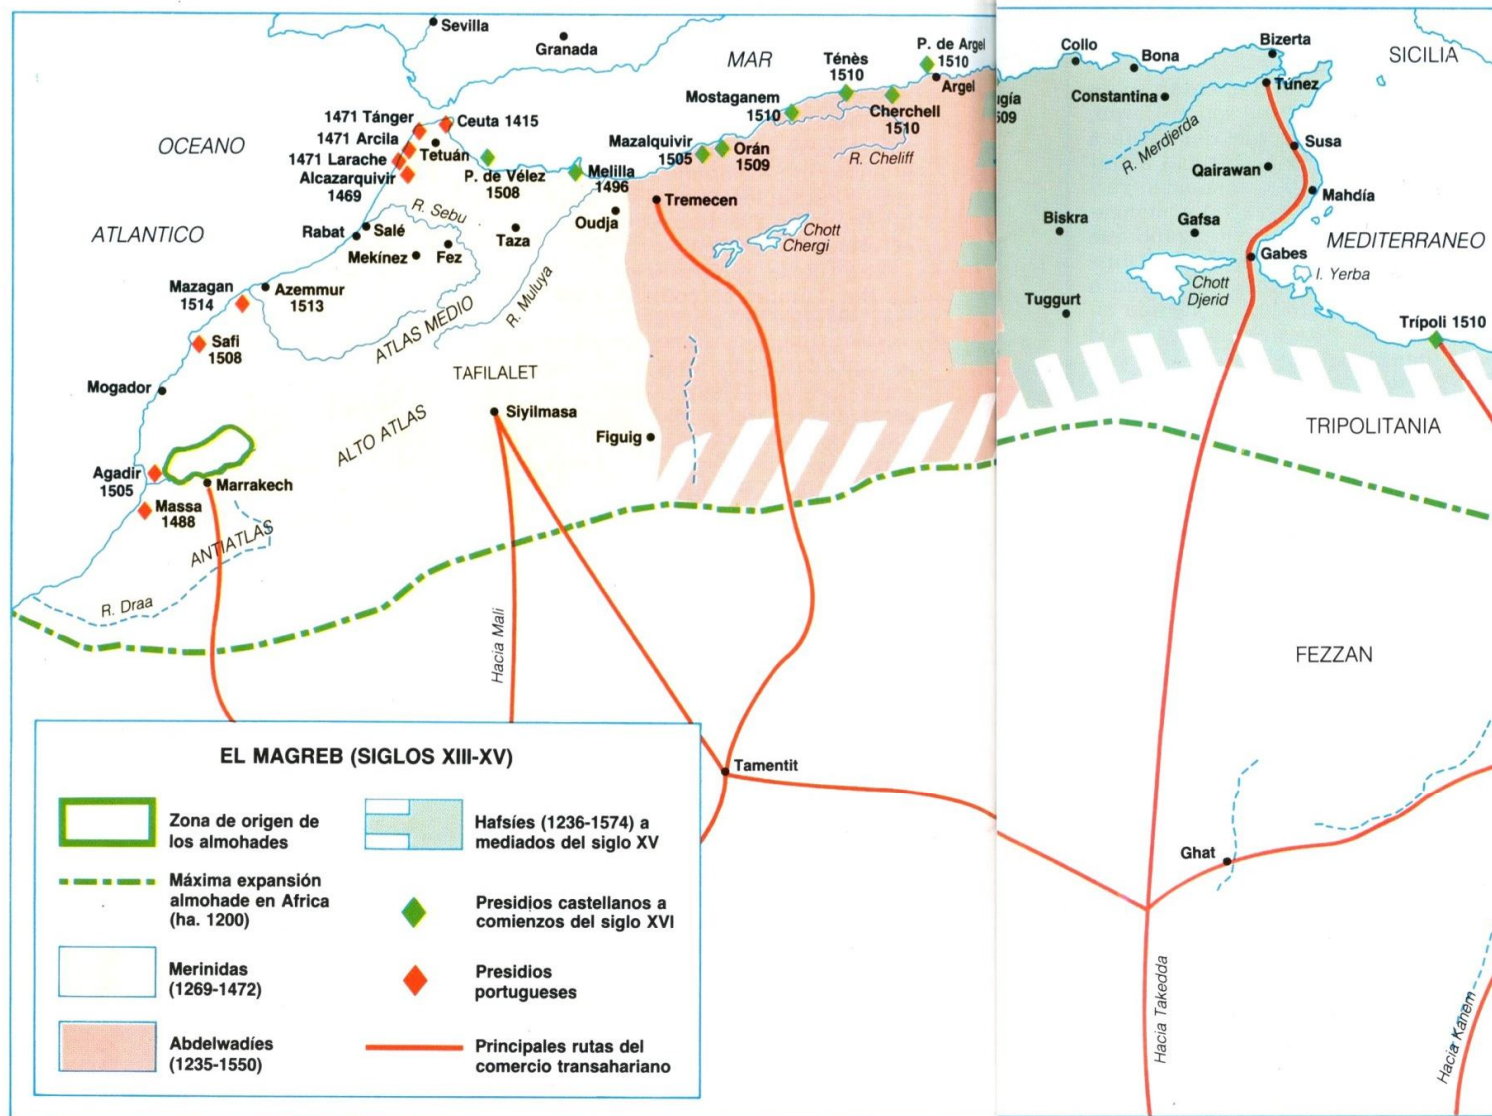 Sevilla
Granada
MAR
Ténès
1510
P. de Argel
1510
Argel
Collo
Bona
Bizerta
SICILIA
Túnez
Constantina
ugía
509
Mostaganem
1510
Cherchell
1510
1471 Tánger
Ceuta 1415
1471 Arcila
OCEANO
1471 Larache
Tetuán
Alcazarquivir
1469
P. de Vélez
1508
Melilla
1496
Mazalquivir
1505
Orán
1509
R. Cheliff
R. Merdjerda
Susa
Qairawan
Mahdía
Tremecen
R. Sebu
Oudja
Taza
ATLANTICO
Rabat
Salé
Mekínez
Fez
Chott
Chergi
Biskra
Gafsa
MEDITERRANEO
Gabes
I. Yerba
Chott
Djerid
Tuggurt
Trípoli 1510
Mazagan
1514
Azemmur
1513
R. Muluya
ATLAS MEDIO
Safi
1508
TAFILALET
Mogador
Siyilmasa
ALTO ATLAS
Figuig
TRIPOLITANIA
Agadir
1505
Marrakech
Massa
1488
ANTIATLAS
R. Draa
Hacia Mali
FEZZAN
Tamentit
Ghat
Hacia Takedda
Hacia Kanem
EL MAGREB (SIGLOS XIII-XV)
Zona de origen de
los almohades
Máxima expansión
almohade en Africa
(ha. 1200)
Merinidas
(1269-1472)
Abdelwadíes
(1235-1550)
Hafsíes (1236-1574) a
mediados del siglo XV
Presidios castellanos a
comienzos del siglo XVI
Presidios
portugueses
Principales rutas del
comercio transahariano